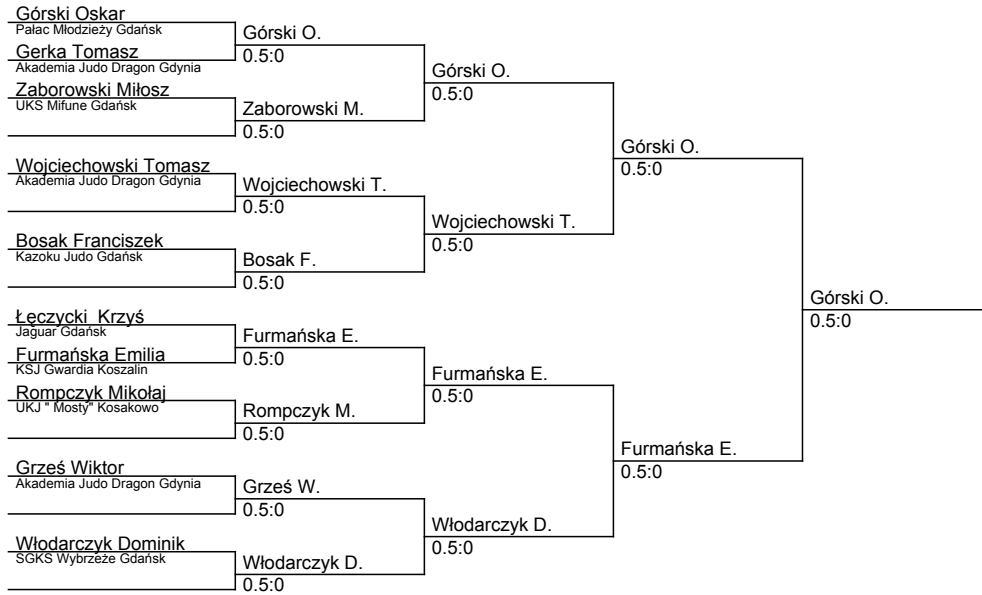 Górski Oskar
Pałac Młodzieży Gdańsk
Górski O.
0.5:0
Gerka Tomasz
Akademia Judo Dragon Gdynia
Górski O.
0.5:0
Zaborowski Miłosz
UKS Mifune Gdańsk
Zaborowski M.
0.5:0
Górski O.
0.5:0
Wojciechowski Tomasz
Akademia Judo Dragon Gdynia
Wojciechowski T.
0.5:0
Wojciechowski T.
0.5:0
Bosak Franciszek
Kazoku Judo Gdańsk
Bosak F.
0.5:0
Górski O.
0.5:0
Łęczycki  Krzyś
Jaguar Gdańsk
Furmańska E.
0.5:0
Furmańska Emilia
KSJ Gwardia Koszalin
Furmańska E.
0.5:0
Rompczyk Mikołaj
UKJ " Mosty" Kosakowo
Rompczyk M.
0.5:0
Furmańska E.
0.5:0
Grześ Wiktor
Akademia Judo Dragon Gdynia
Grześ W.
0.5:0
Włodarczyk D.
0.5:0
Włodarczyk Dominik
SGKS Wybrzeże Gdańsk
Włodarczyk D.
0.5:0